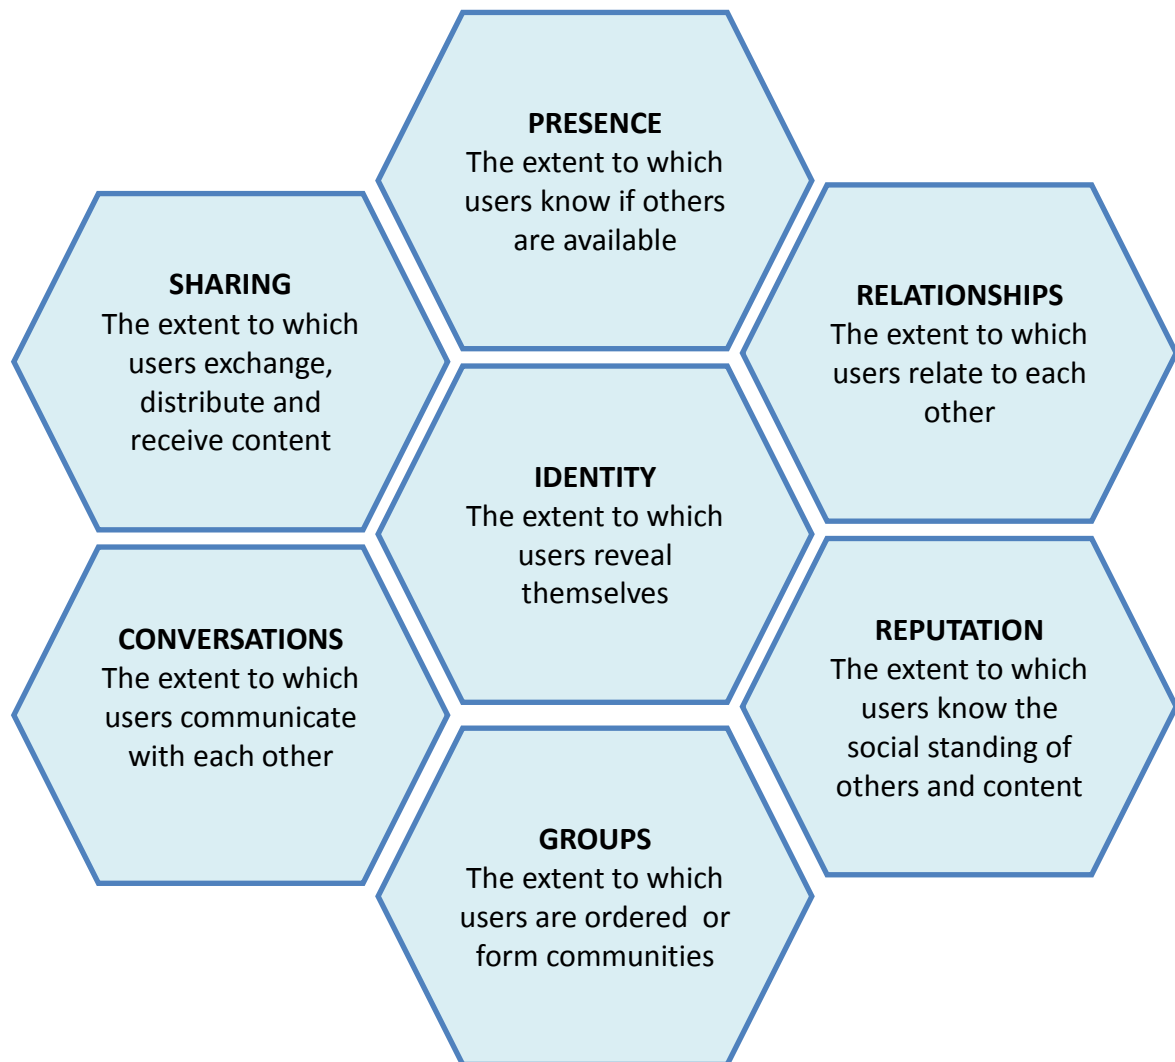 PRESENCE
The extent to which
users know if others
are available
SHARING
The extent to which
users exchange,
distribute and
receive content
RELATIONSHIPS
The extent to which
users relate to each
other
IDENTITY
The extent to which
users reveal
themselves
CONVERSATIONS
The extent to which
users communicate
with each other
REPUTATION
The extent to which
users know the
social standing of
others and content
GROUPS
The extent to which
users are ordered  or
form communities